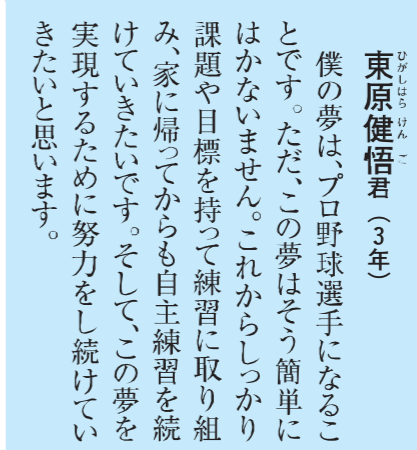 ひがしはら けん ご
東原健悟君（3年）
僕の夢は、プロ野球選手になるこ
とです。ただ、この夢はそう簡単に
はかないません。これからしっかり
課題や目標を持って練習に取り組
み、家に帰ってからも自主練習を続
けていきたいです。そして、この夢を
実現するために努力をし続けてい
きたいと思います。